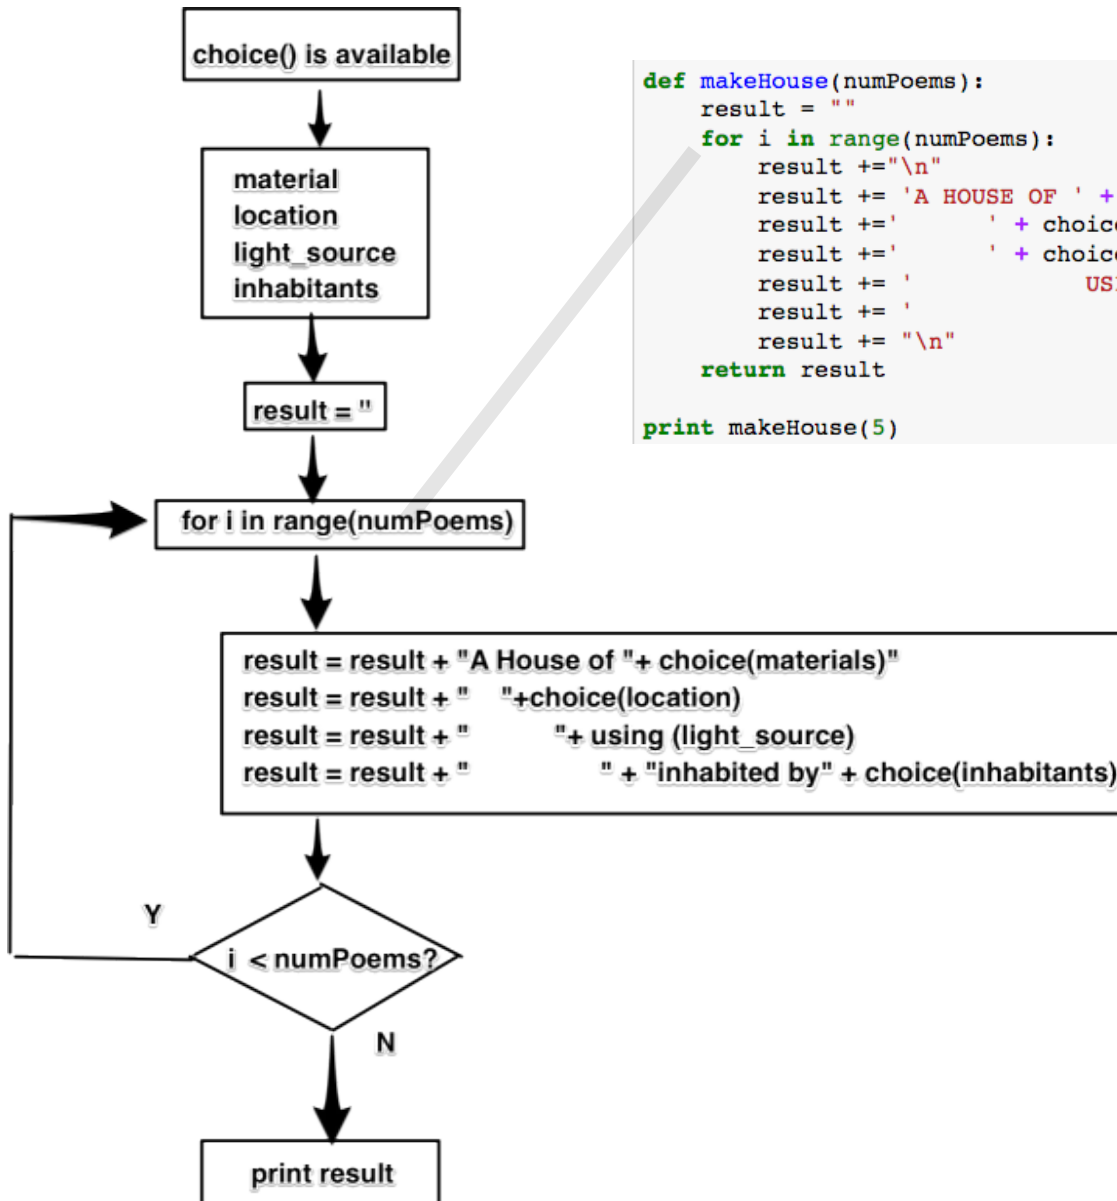 choice() is available
material
location
light_source
inhabitants
result = "
for i in range(numPoems)
result = result + "A House of "+ choice(materials)"
result = result + "    "+choice(location)
result = result + "           "+ using (light_source)
result = result + "                 " + "inhabited by" + choice(inhabitants)
Y
i < numPoems?
N
print result
def makeHouse(numPoems):
    result = ""
    for i in range(numPoems):
        result +="\n"
        result += 'A HOUSE OF ' +
        result +='      ' + choice
        result +='      ' + choice
        result += '            US
        result += '
        result += "\n"
    return result
print makeHouse(5)